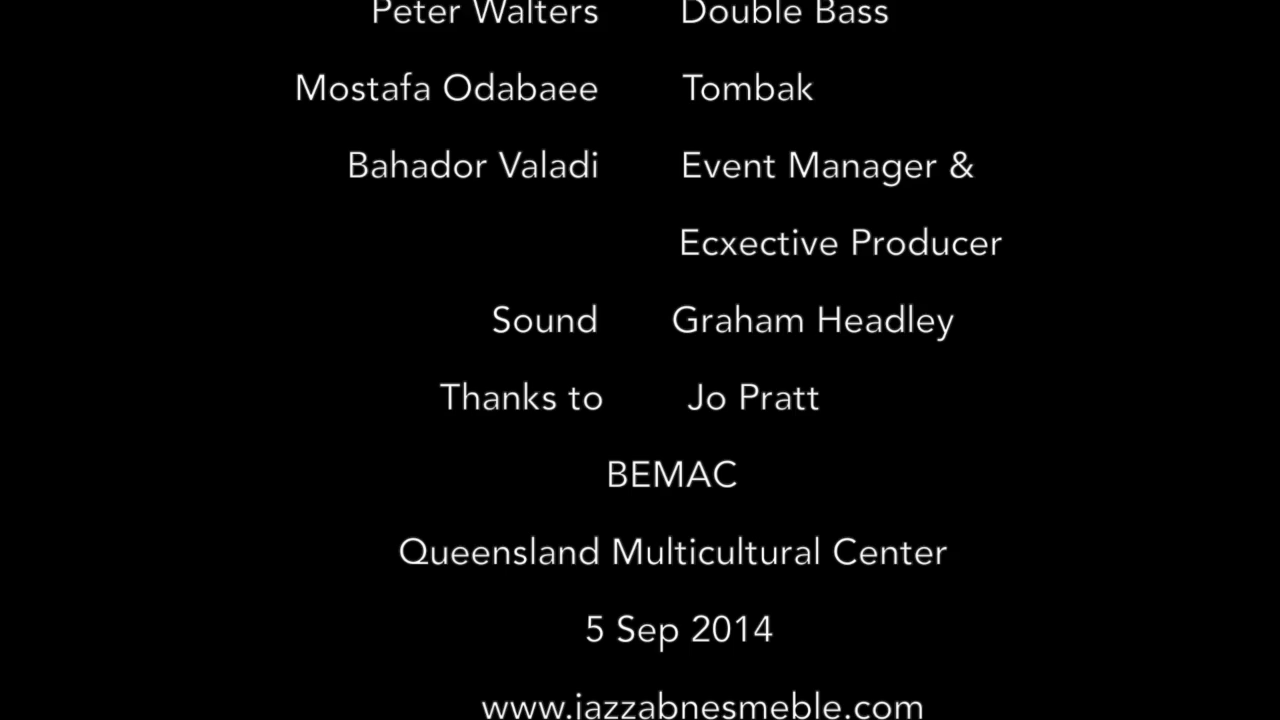 Peter Walters Double Bass
Mostafa Odabaee Tombak
Bahador Valadi Event Manager &
Ecxective Producer
Sound Graham Headley
Thanks to Jo Pratt
BEMAC
Queensland Multicultural Center
5 Sep 2014
www.jazzabnesmeble.com